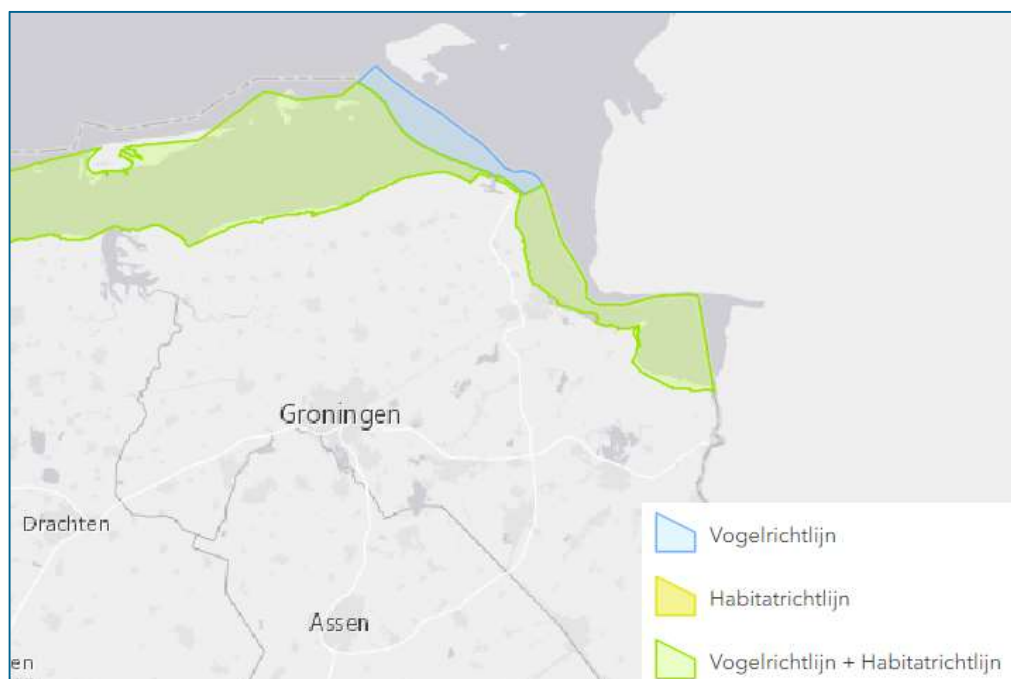 Groningen
Drachten
Assen
en
Vogelrichtlijn
Habitatrichtlijn
Vogelrichtlijn + Habitatrichtlijn